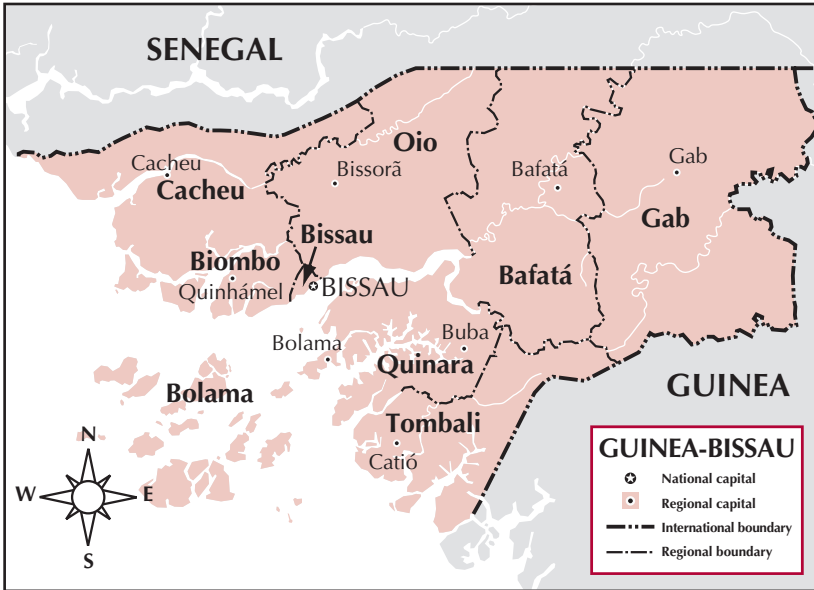 SENEGAL
Oio
Cacheu
Bissorã
Bafatá
Gab
Cacheu
Gab
Bissau
Biombo
Bafatá
Quinhámel
BISSAU
Buba
Bolama
Quinara
Bolama
GUINEA
Tombali
Catió
N
W
E
S
GUINEA-BISSAU
National capital
Regional capital
International boundary
Regional boundary